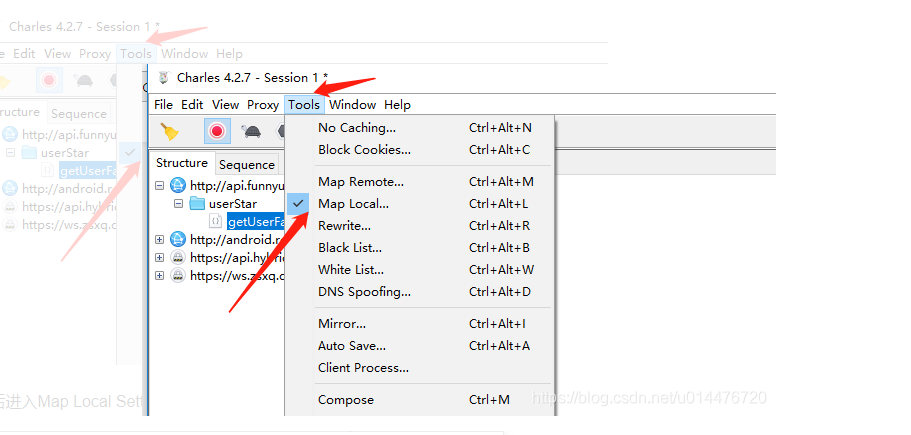 Charles 4.2.7 - Session 1 *
Edit View Proxy Tools Window Help
Structure Sequence
http://api.funnyu
userStar
getUserFa
http://android.r
https://api.hybri
https://ws.zsxq.c
Charles 4.2.7 - Session 1 *
File Edit View Proxy Tools Window Help
Structure Sequence
http://api.funnyu
userStar
getUserFa
http://android.r
https://api.hybri
https://ws.zsxq.c
No Caching... Ctrl+Alt+N
Block Cookies... Ctrl+Alt+C
Map Remote... Ctrl+Alt+M
Map Local... Ctrl+Alt+L
Rewrite... Ctrl+Alt+R
Black List... Ctrl+Alt+B
White List... Ctrl+Alt+W
DNS Spoofing... Ctrl+Alt+D
Mirror... Ctrl+Alt+I
Auto Save... Ctrl+Alt+A
Client Process...
Compose Ctrl+M
后进入Map Local Sett
https://blog.csdn.net/u014476720